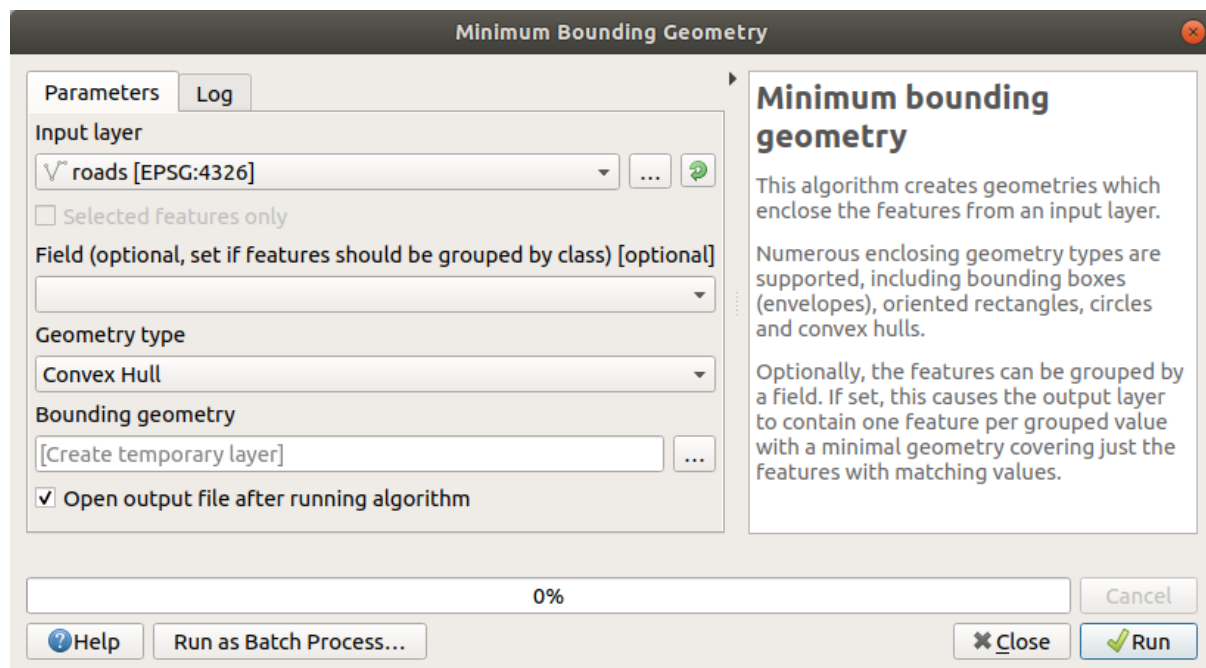 Minimum Bounding Geometry
Parameters
Log
Input layer
roads [EPSG:4326]
...
Selected features only
Field (optional, set if features should be grouped by class) [optional]
Geometry type
Convex Hull
Bounding geometry
[Create temporary layer]
...
Open output file after running algorithm
Minimum bounding
geometry
This algorithm creates geometries which
enclose the features from an input layer.
Numerous enclosing geometry types are
supported, including bounding boxes
(envelopes), oriented rectangles, circles
and convex hulls.
Optionally, the features can be grouped by
a field. If set, this causes the output layer
to contain one feature per grouped value
with a minimal geometry covering just the
features with matching values.
0%
Cancel
Help
Run as Batch Process...
Close
Run